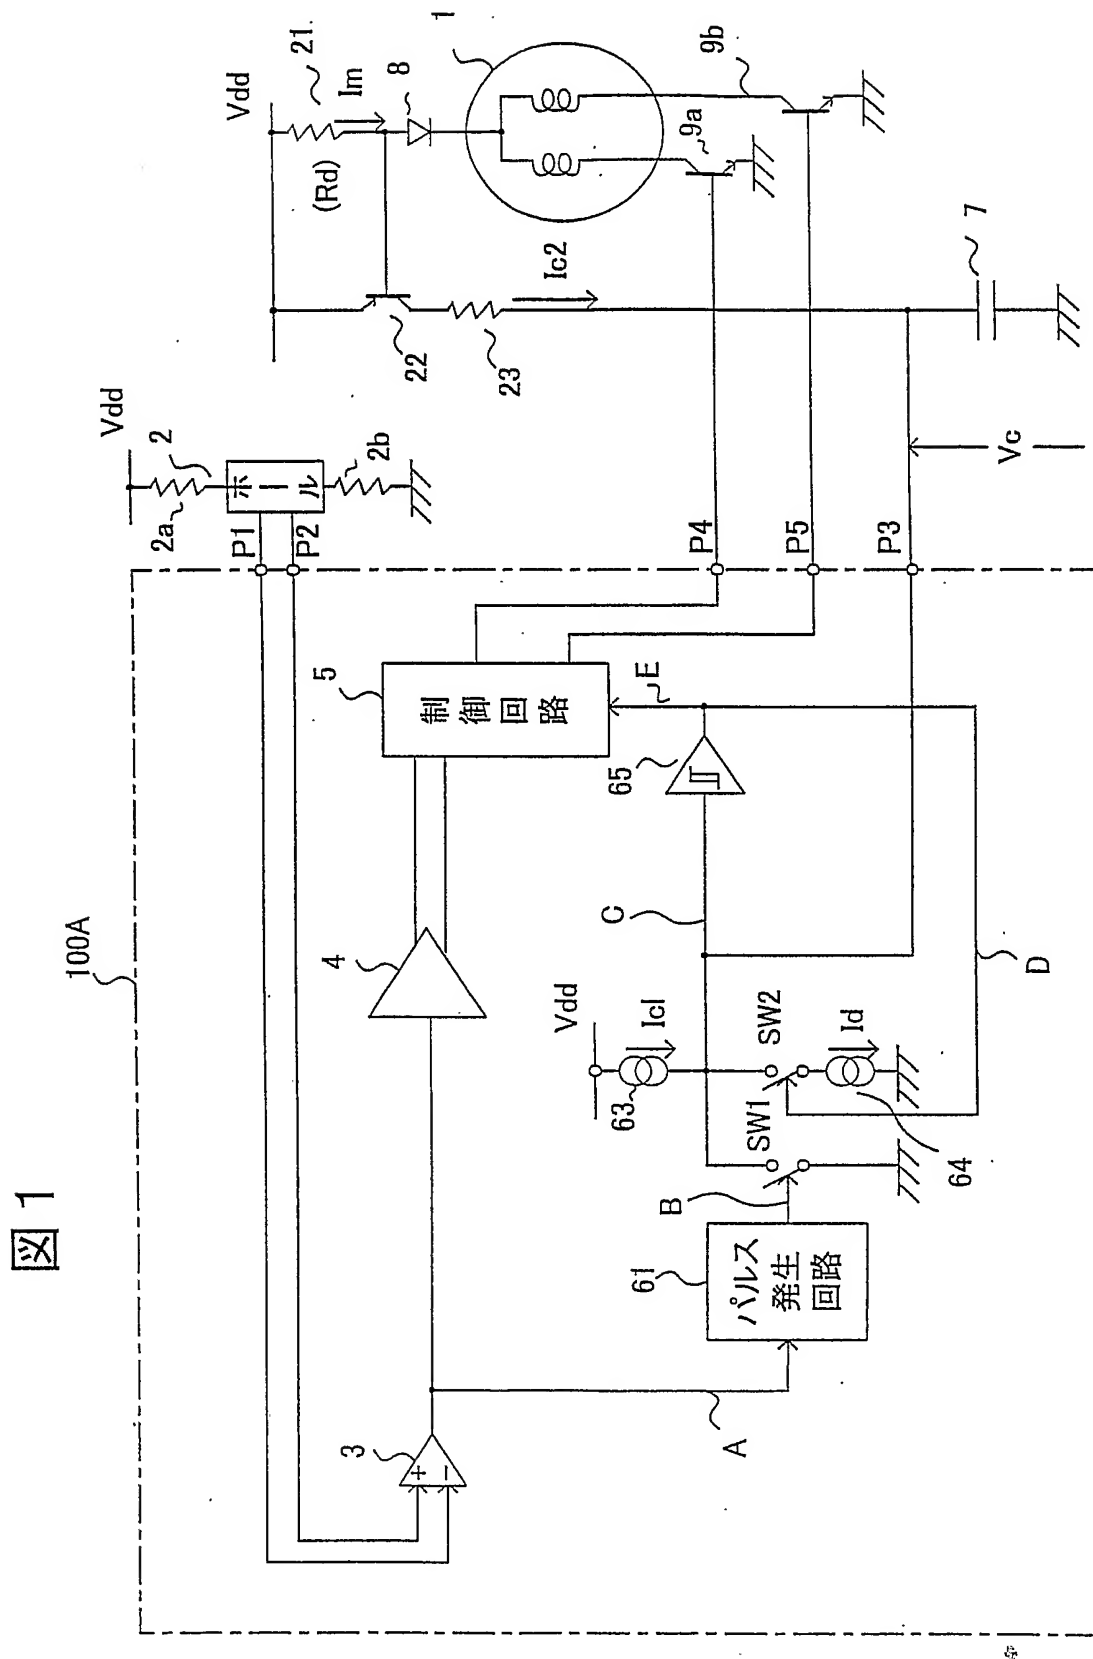 図1
100A
Vdd
2a
2
ホール
2b
P1
P2
Vdd
21.
(Rd)
Im
8
1
22
23
Ic2
9a
9b
7
Vc
P4
P5
P3
5
制御
回路
E
65
4
C
D
Vdd
63
Icl
SW2
Id
SW1
64
B
61
パルス
発生
回路
3
+
−
A